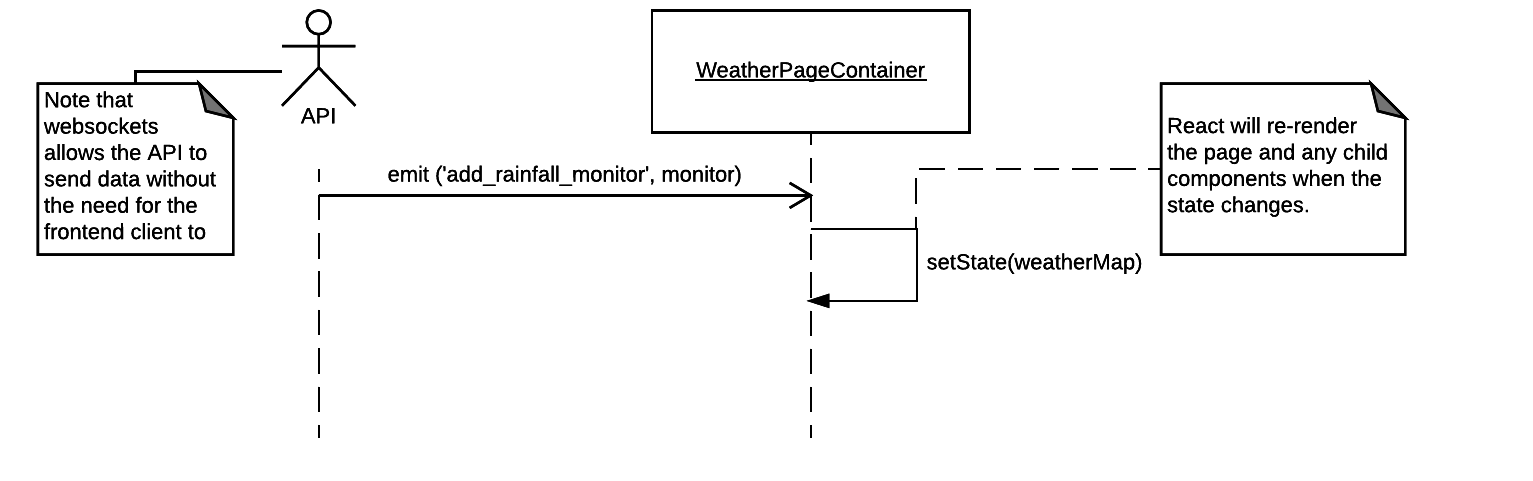 Note that
websockets
allows the API to
send data without
the need for the
frontend client to
API
WeatherPageContainer
emit ('add_rainfall_monitor', monitor)
setState(weatherMap)
React will re-render
the page and any child
components when the
state changes.